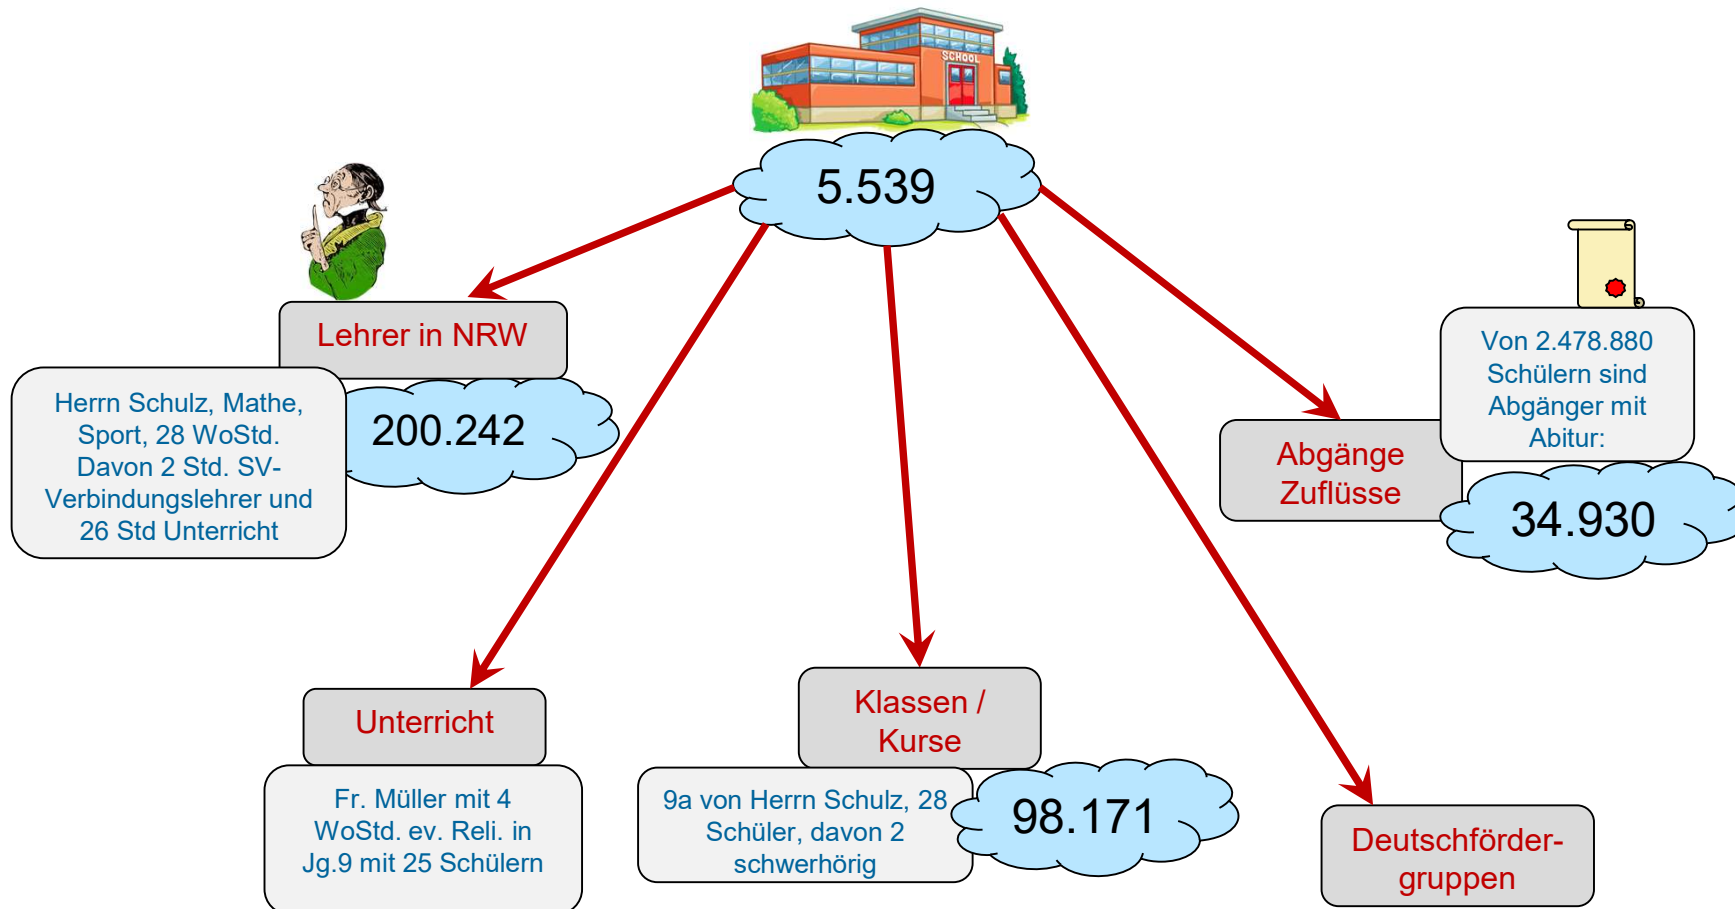 SCHOOL
5.539
Lehrer in NRW
Herrn Schulz, Mathe,
Sport, 28 WoStd.
Davon 2 Std. SV-
Verbindungslehrer und
26 Std Unterricht
200.242
Von 2.478.880
Schülern sind
Abgänger mit
Abitur:
Abgänge
Zuflüsse
34.930
Unterricht
Fr. Müller mit 4
WoStd. ev. Reli. in
Jg.9 mit 25 Schülern
Klassen /
Kurse
9a von Herrn Schulz, 28
Schüler, davon 2
schwerhörig
98.171
Deutschförder-
gruppen